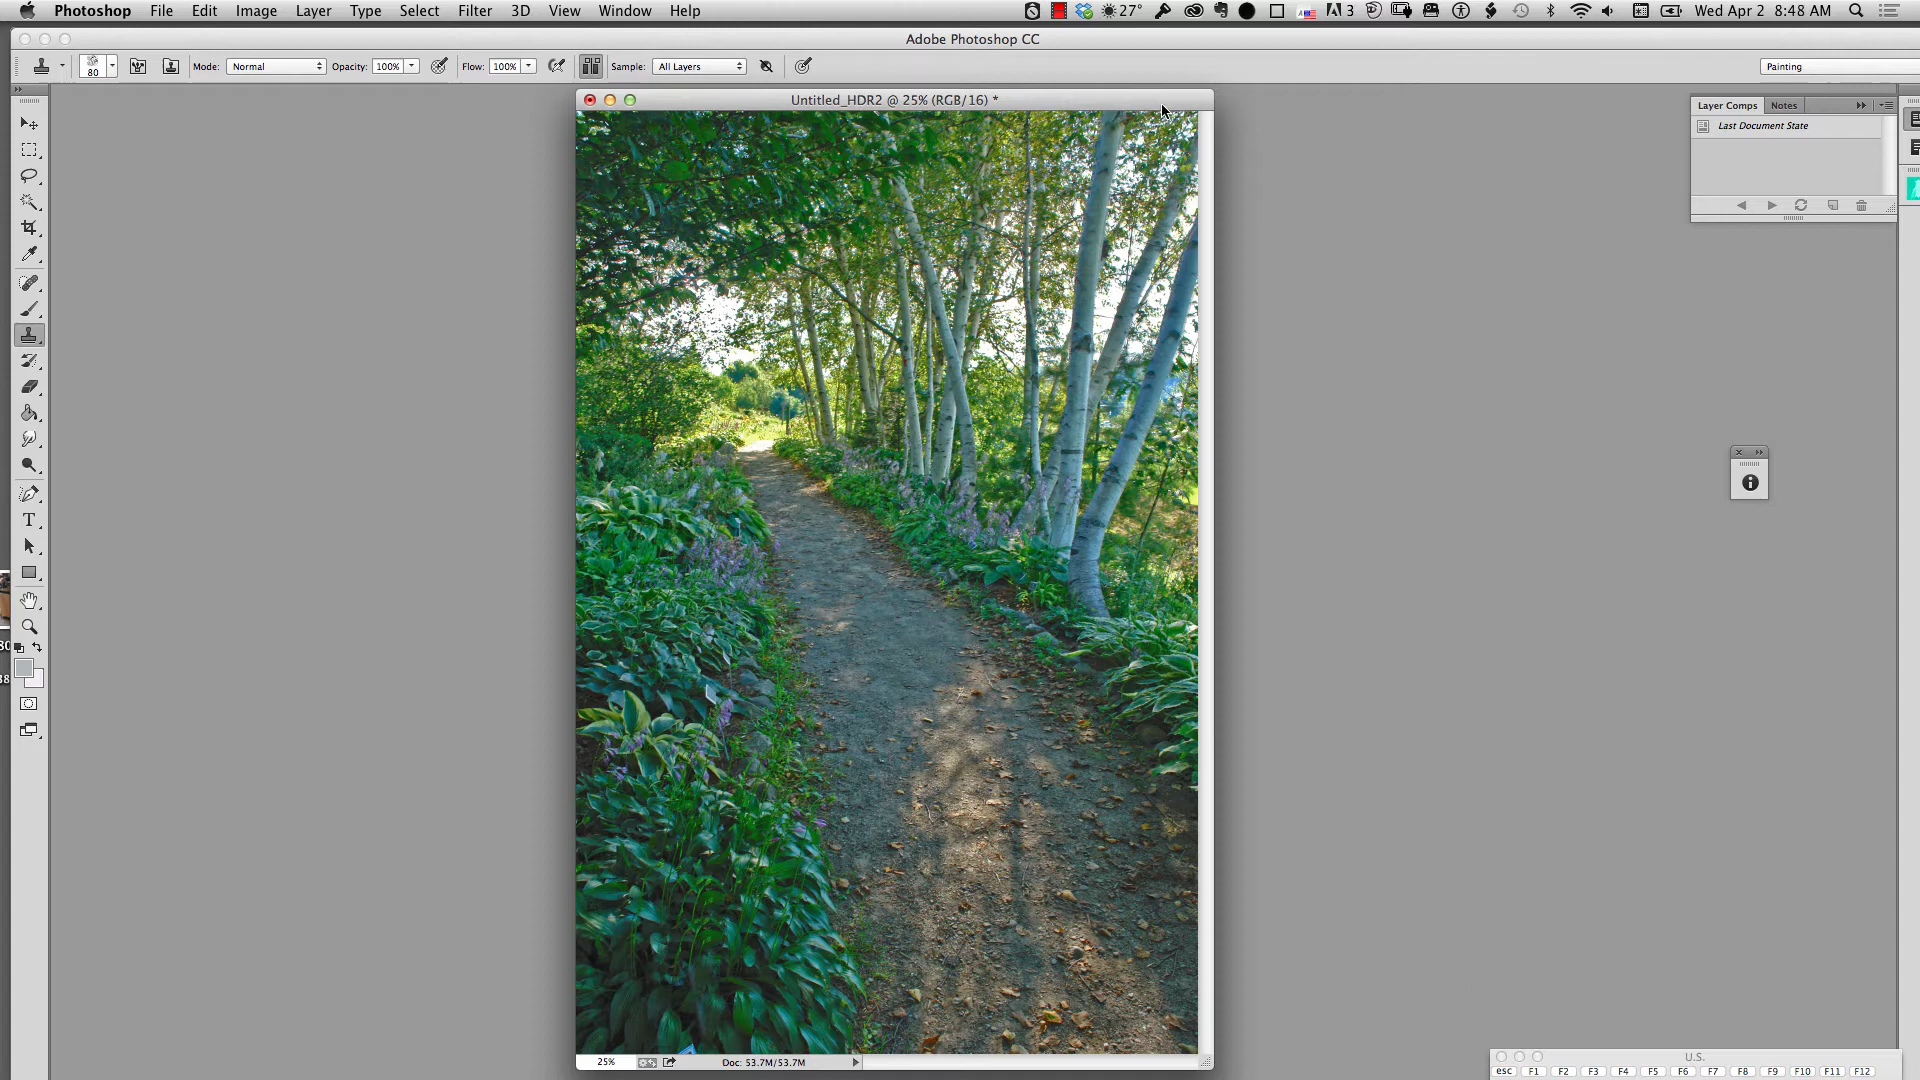 Photoshop File Edit Image Layer Type Select Filter 3D View Window Help 27° 3 Wed Apr 2 8:48 AM
Adobe Photoshop CC
80 Mode: Normal Opacity: 100% Flow: 100% Sample: All Layers Painting
Untitled_HDR2 @ 25% (RGB/16) *
Layer Comps Notes
Last Document State
T
25% Doc: 53.7M/53.7M
U.S.
esc F1 F2 F3 F4 F5 F6 F7 F8 F9 F10 F11 F12